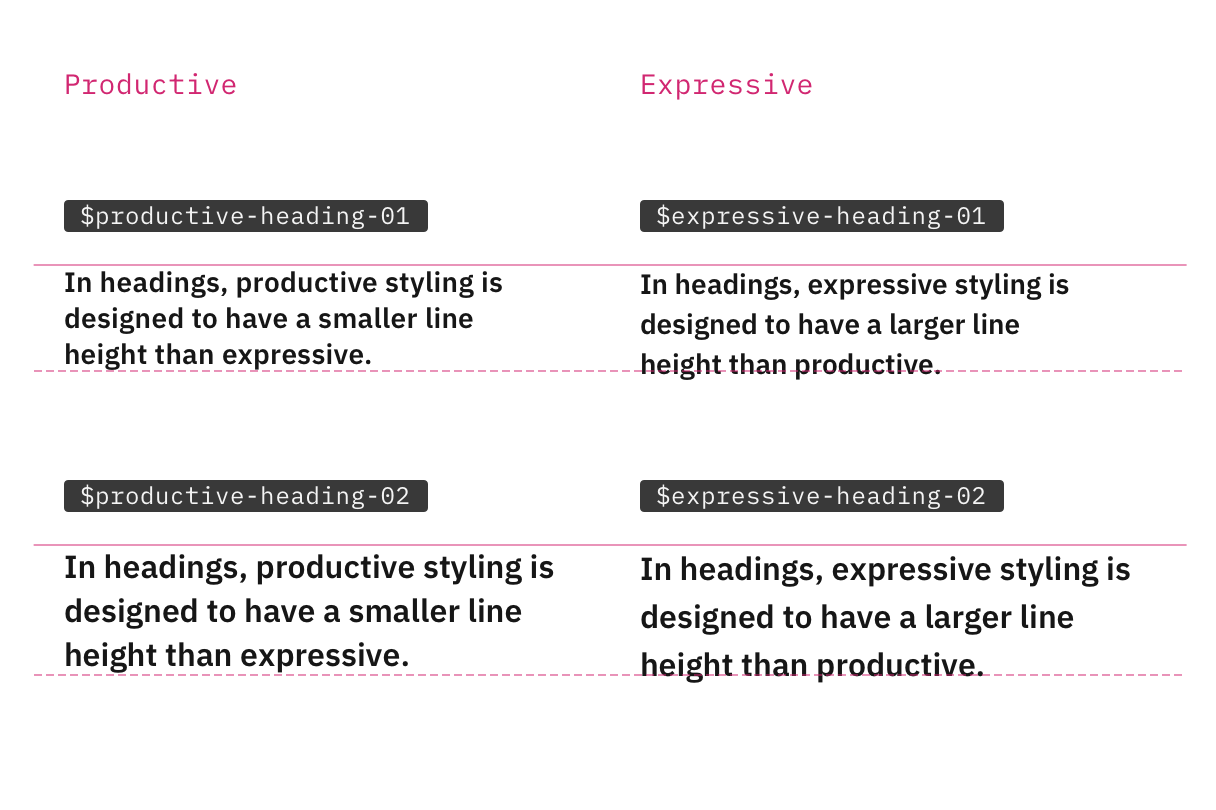 Productive
Expressive
$productive-heading-01
In headings, productive styling is
designed to have a smaller line
height than expressive.
$expressive-heading-01
In headings, expressive styling is
designed to have a larger line
height than productive.
$productive-heading-02
In headings, productive styling is
designed to have a smaller line
height than expressive.
$expressive-heading-02
In headings, expressive styling is
designed to have a larger line
height than productive.